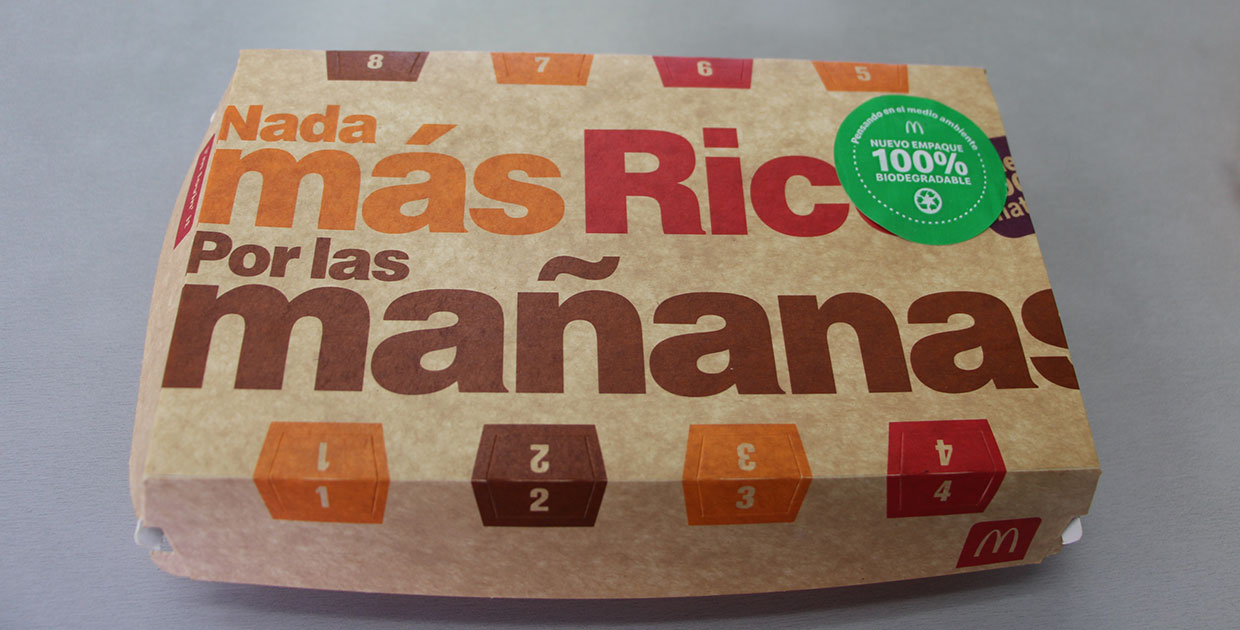 8 7 6 5
Nada
más Ric
Por las
mañanas
Pensando en el medio ambiente
NUEVO EMPAQUE
100%
BIODEGRADABLE
1 2 3 4
1 2 3 4